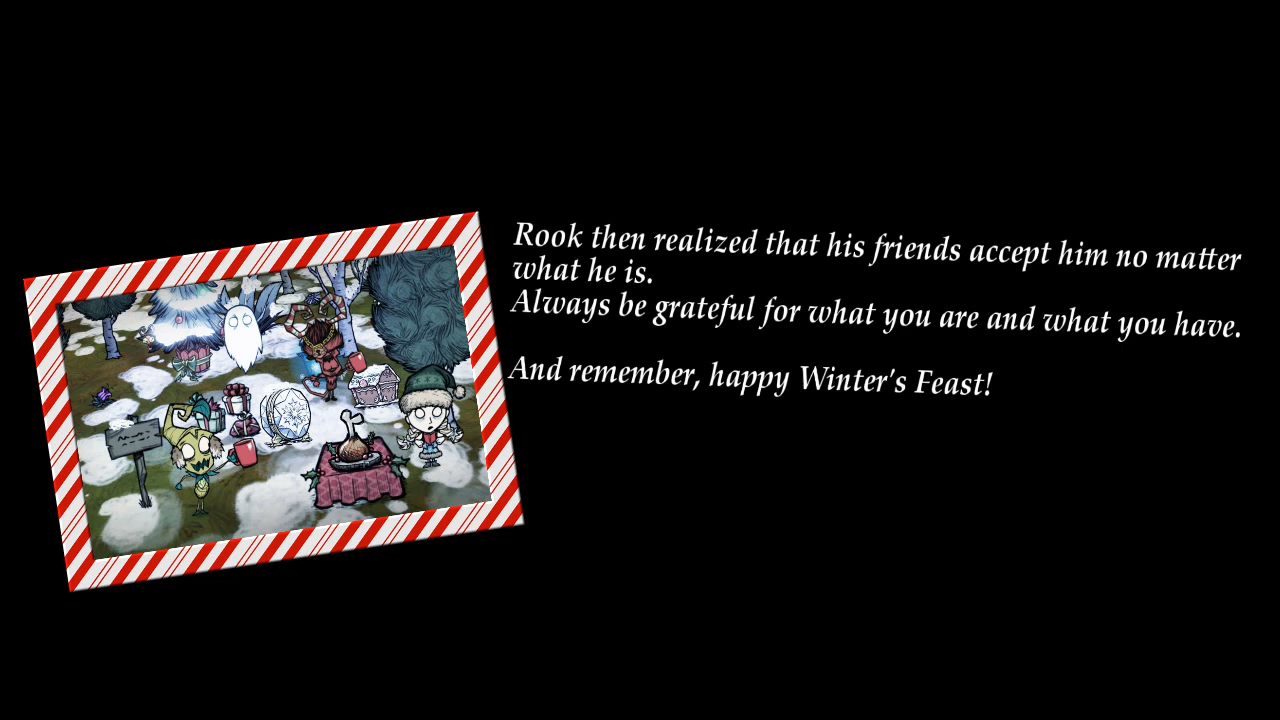 Rook then realized that his friends accept him no matter
what he is.
Always be grateful for what you are and what you have.
And remember, happy Winter's Feast!